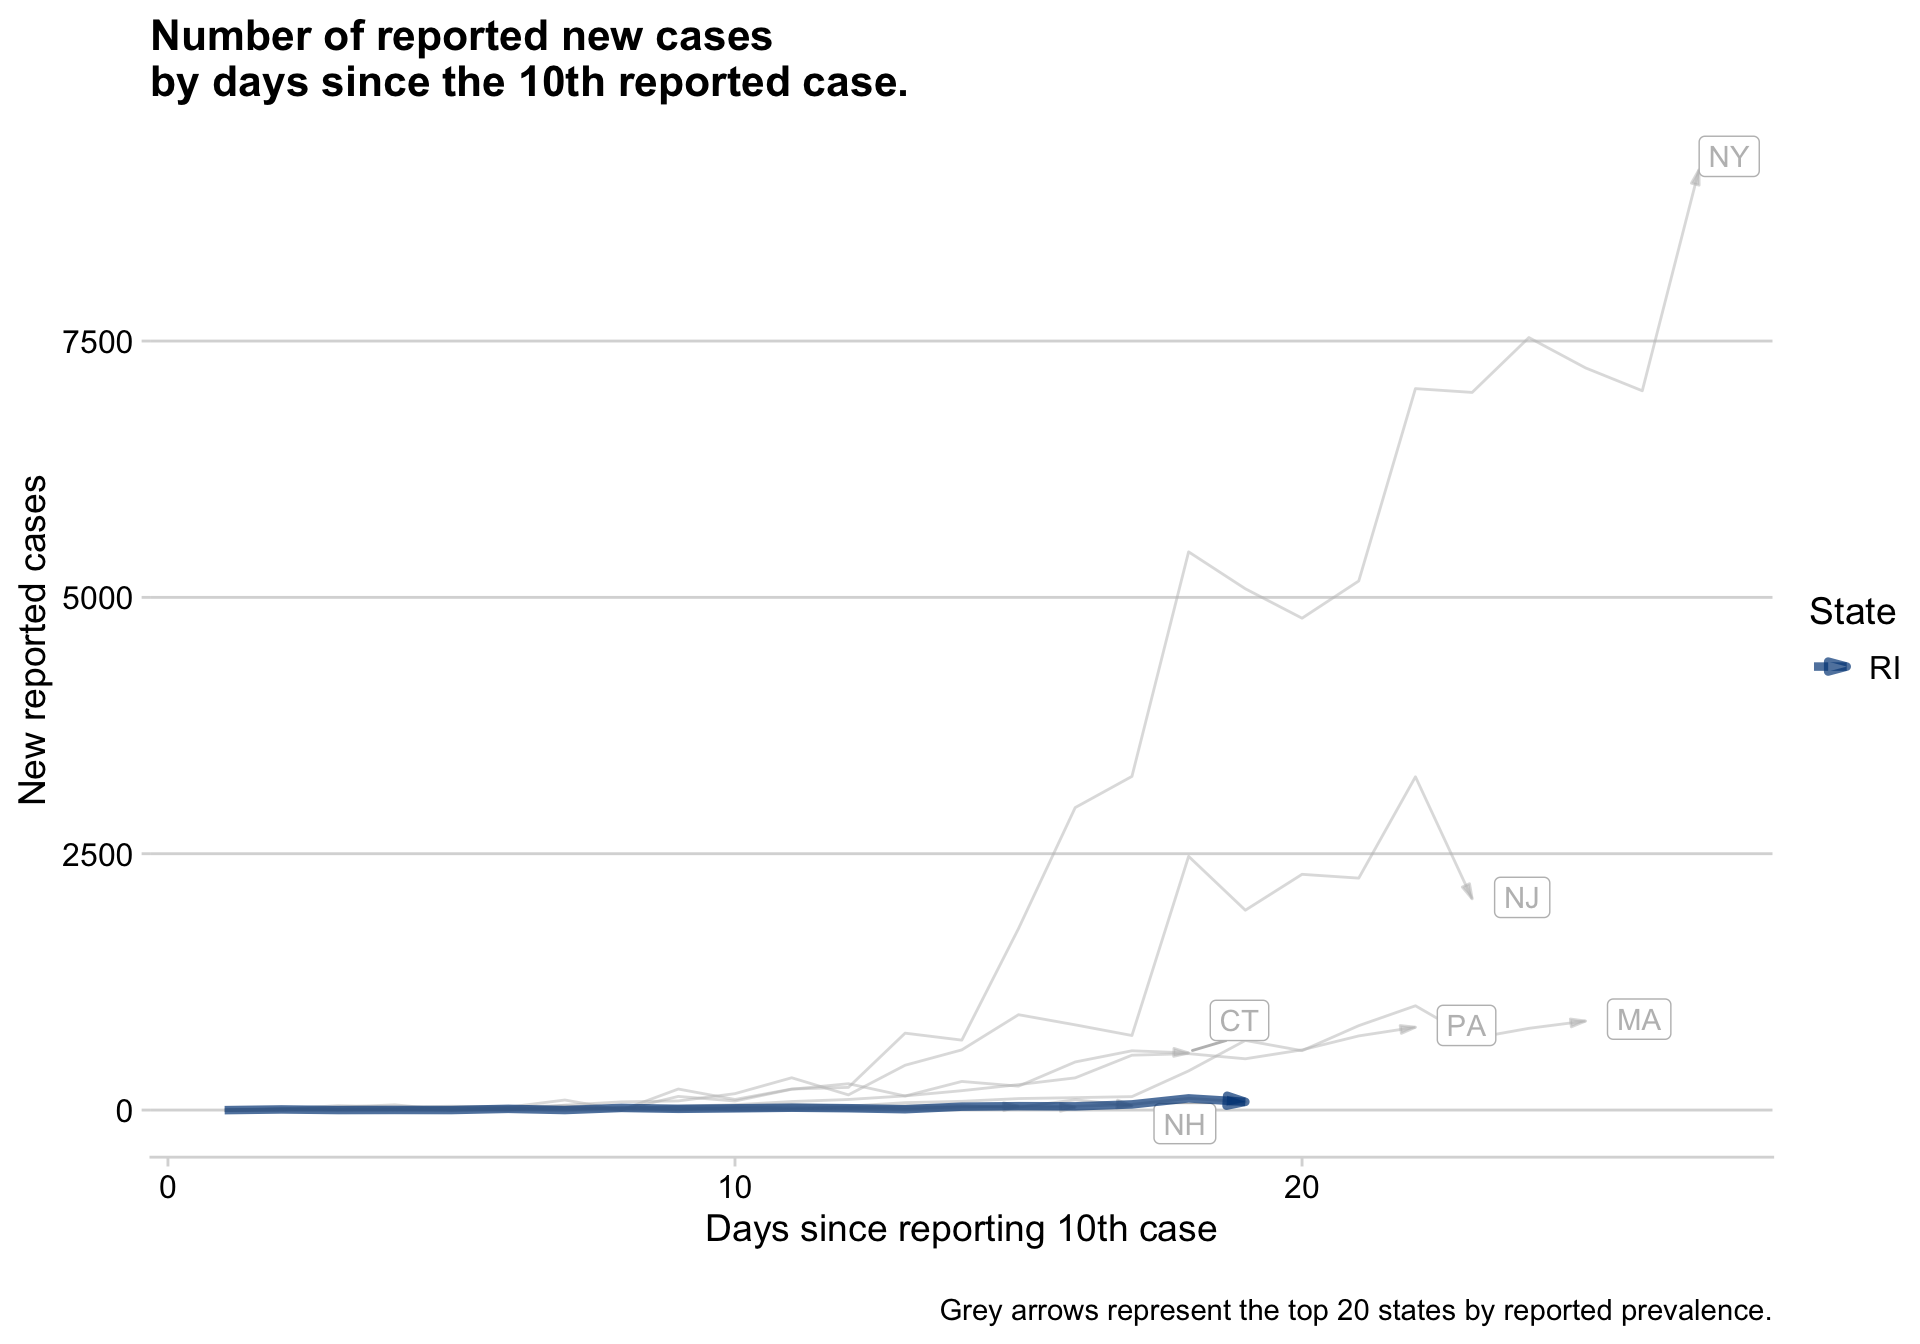 Number of reported new cases
by days since the 10th reported case.
NY
7500
5000
2500
0
New reported cases
State
RI
NJ
CT
PA
MA
NH
0
10
20
Days since reporting 10th case
Grey arrows represent the top 20 states by reported prevalence.